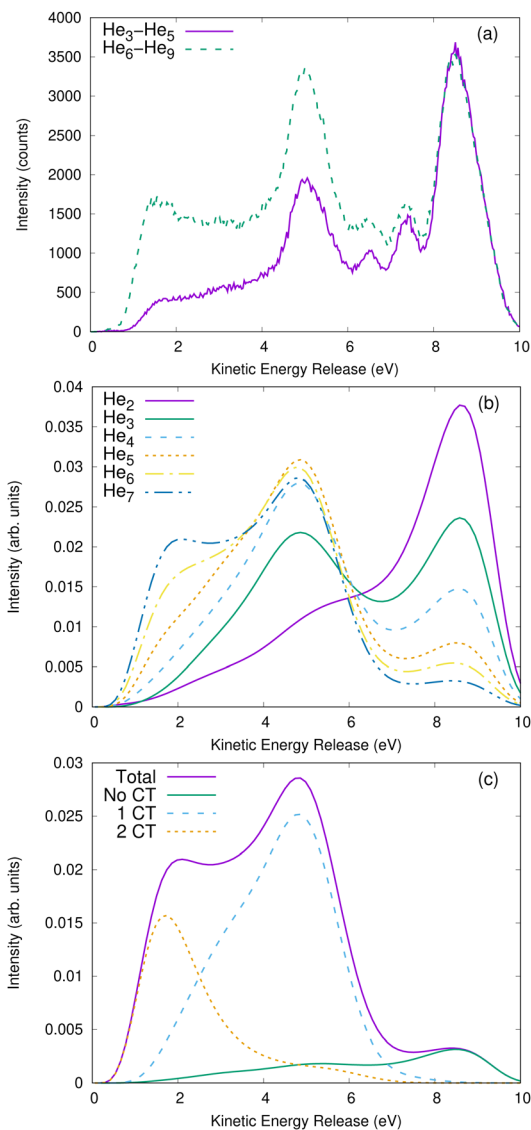 4000
3500
3000
2500
2000
1500
1000
500
0
Intensity (counts)
He3–He5
He6–He9
(a)
0 2 4 6 8 10
Kinetic Energy Release (eV)
0.04
0.035
0.03
0.025
0.02
0.015
0.01
0.005
0
Intensity (arb. units)
He2
He3
He4
He5
He6
He7
(b)
0 2 4 6 8 10
Kinetic Energy Release (eV)
0.03
0.025
0.02
0.015
0.01
0.005
0
Intensity (arb. units)
Total
No CT
1 CT
2 CT
(c)
0 2 4 6 8 10
Kinetic Energy Release (eV)